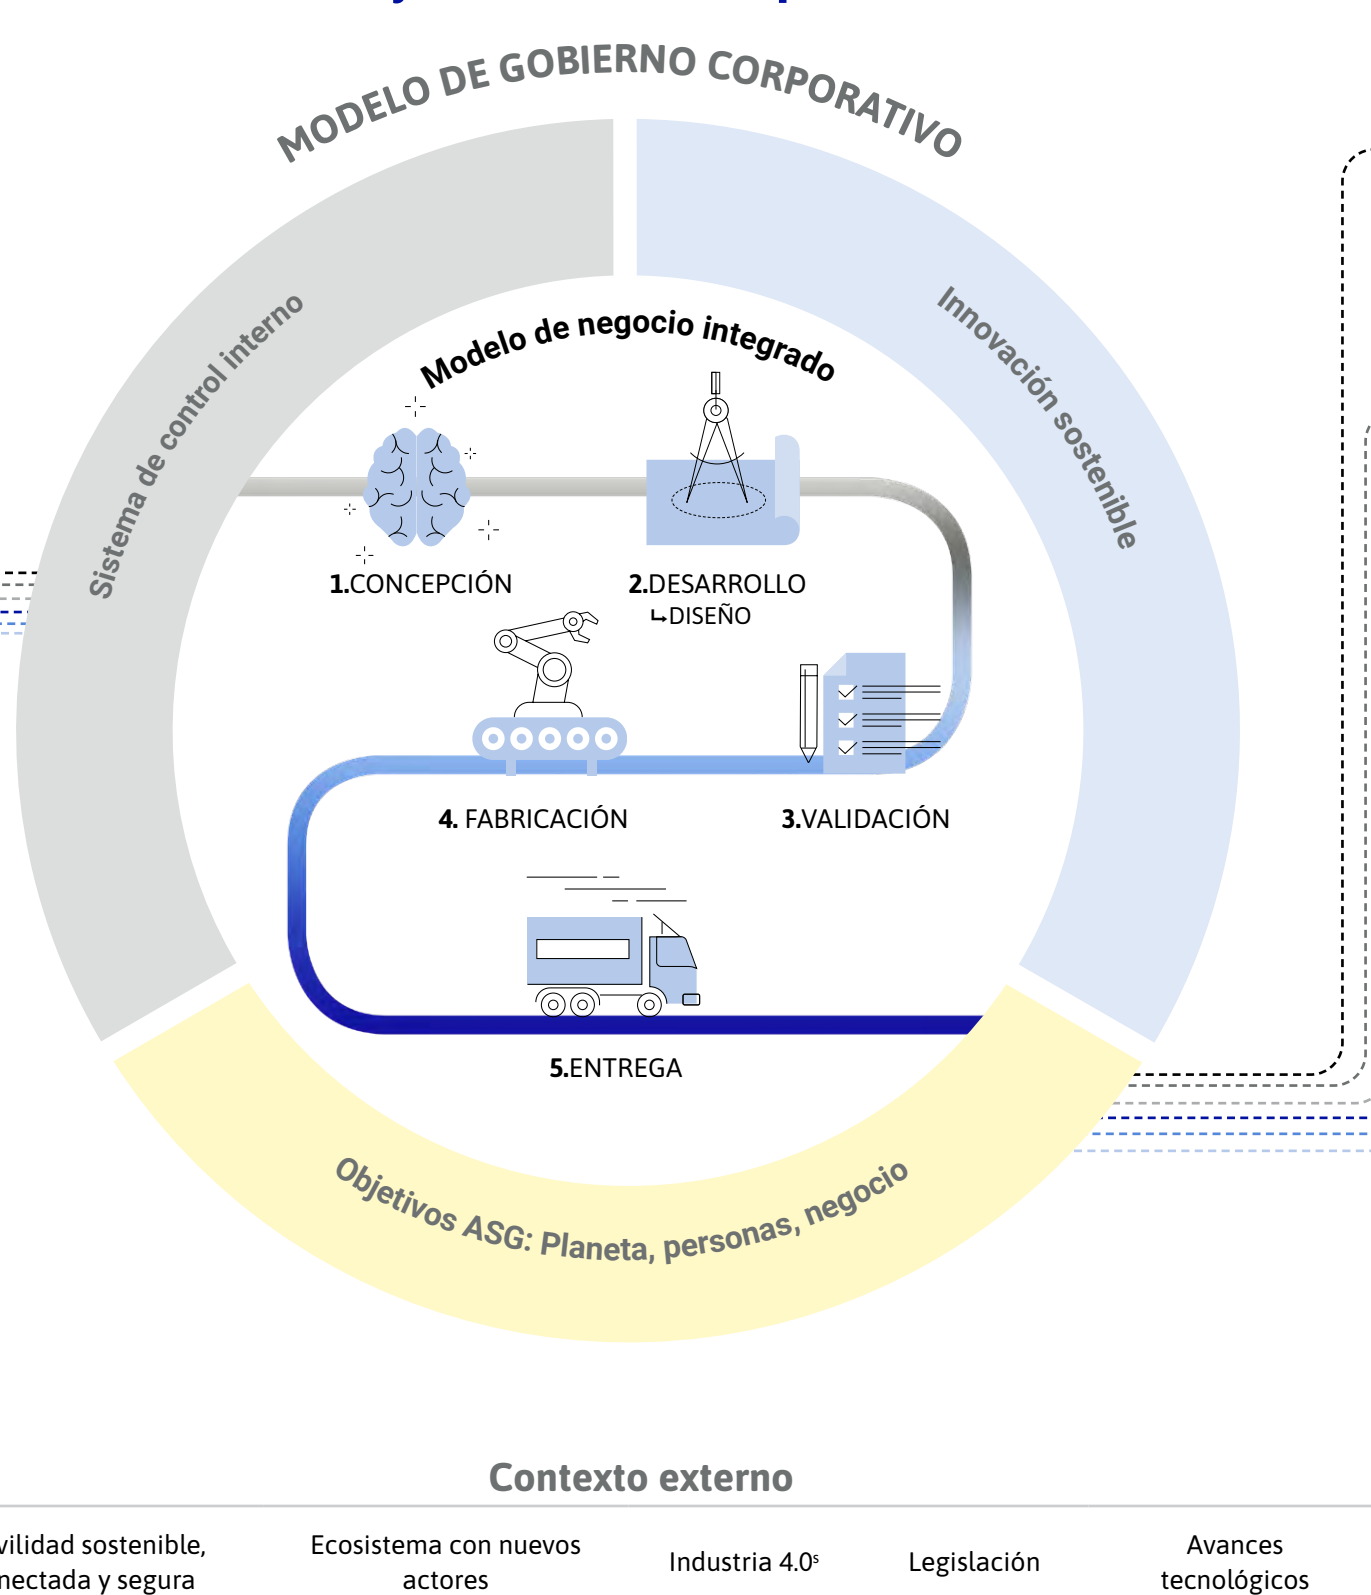 MODELO DE GOBIERNO CORPORATIVO
Sistema de control interno
Innovación sostenible
Modelo de negocio integrado
1.CONCEPCIÓN
2.DESARROLLO
↳DISEÑO
4. FABRICACIÓN
3.VALIDACIÓN
5.ENTREGA
Objetivos ASG: Planeta, personas, negocio
Contexto externo
vilidad sostenible,
nectada y segura
Ecosistema con nuevos
actores
Industria 4.0ˢ
Legislación
Avances
tecnológicos